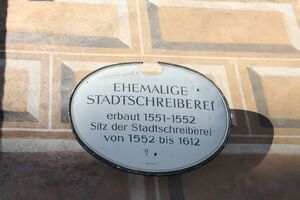 EHEMALIGE
STADTSCHREIBEREI
erbaut 1551-1552
Sitz der Stadtschreiberei
von 1552 bis 1612